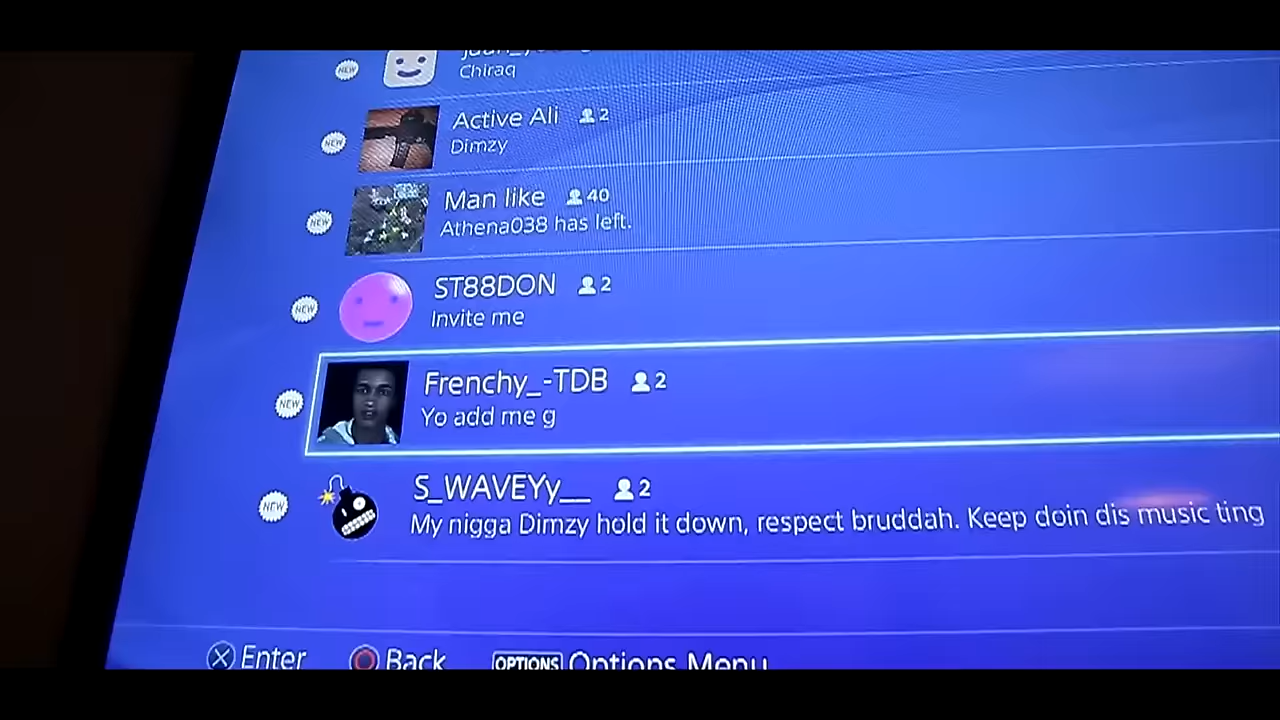 NEW
Chiraq
NEW
Active Ali 2
Dimzy
NEW
Man like 40
Athena038 has left.
NEW
ST88DON 2
Invite me
NEW
Frenchy_-TDB 2
Yo add me g
NEW
S_WAVEYy__ 2
My nigga Dimzy hold it down, respect bruddah. Keep doin dis music ting
Enter Back OPTIONS Options Menu